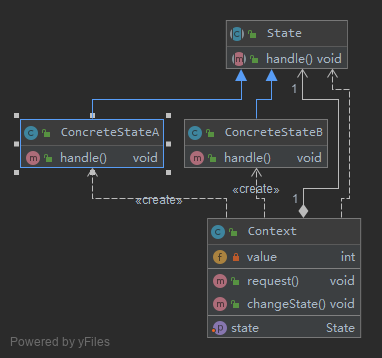 State
handle() void
1
ConcreteStateA
handle() void
ConcreteStateB
handle() void
«create»
«create»
1
Context
value int
request() void
changeState() void
state State
Powered by yFiles